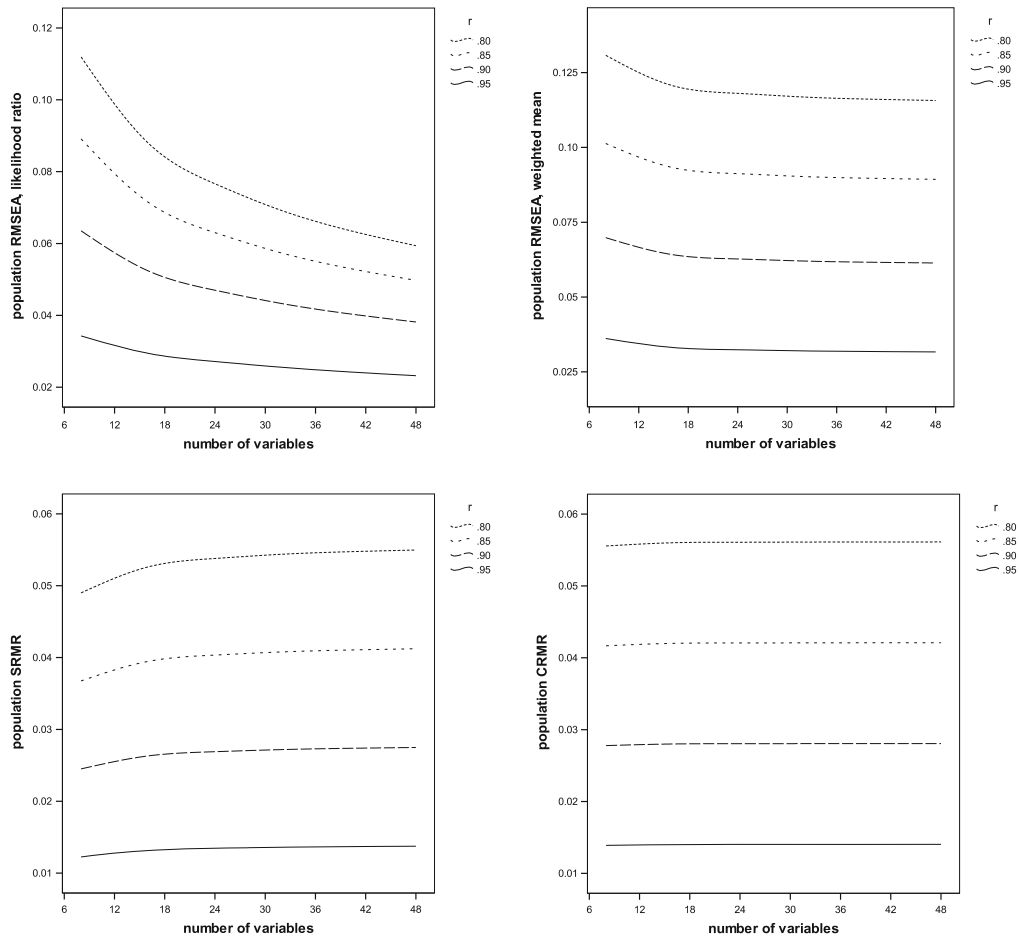 population RMSEA, likelihood ratio
0.12
0.10
0.08
0.06
0.04
0.02
6 12 18 24 30 36 42 48
number of variables
r
.80
.85
.90
.95
population RMSEA, weighted mean
0.125
0.10
0.075
0.05
0.025
6 12 18 24 30 36 42 48
number of variables
r
.80
.85
.90
.95
population SRMR
0.06
0.05
0.04
0.03
0.02
0.01
6 12 18 24 30 36 42 48
number of variables
r
.80
.85
.90
.95
population CRMR
0.06
0.05
0.04
0.03
0.02
0.01
6 12 18 24 30 36 42 48
number of variables
r
.80
.85
.90
.95